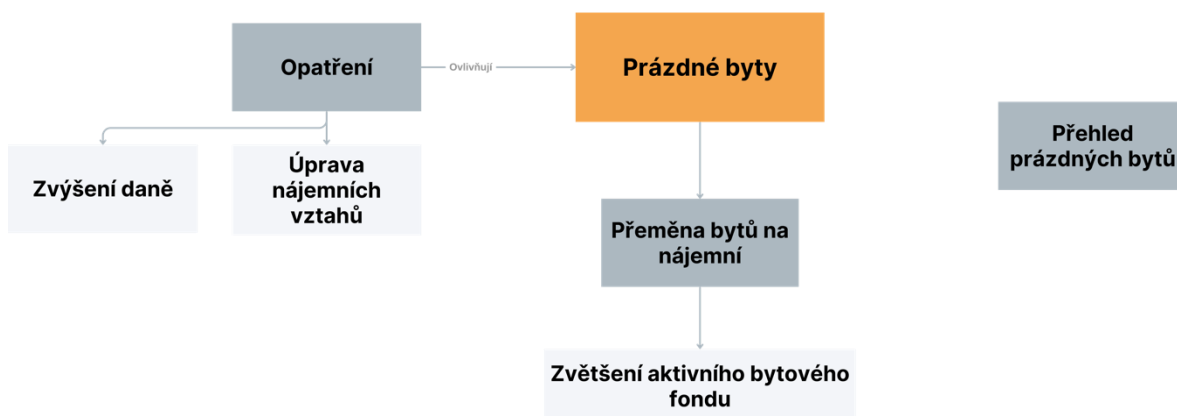 Opatření
Ovlivňují
Prázdné byty
Přehled
prázdných bytů
Zvýšení daně
Úprava
nájemních
vztahů
Přeměna bytů na
nájemní
Zvětšení aktivního bytového
fondu